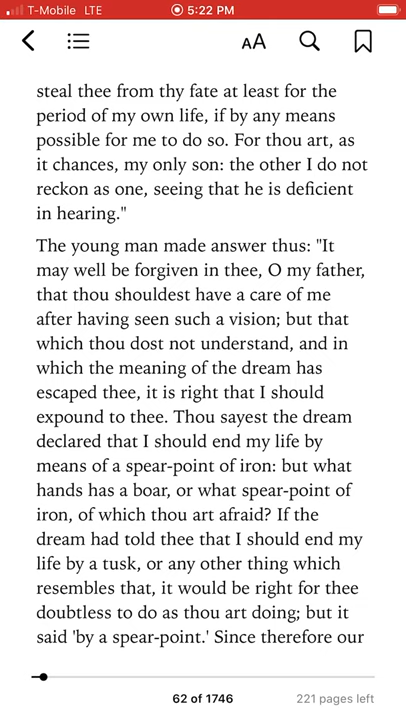 T-Mobile LTE 5:22 PM
AA
steal thee from thy fate at least for the
period of my own life, if by any means
possible for me to do so. For thou art, as
it chances, my only son: the other I do not
reckon as one, seeing that he is deficient
in hearing."
The young man made answer thus: "It
may well be forgiven in thee, O my father,
that thou shouldest have a care of me
after having seen such a vision; but that
which thou dost not understand, and in
which the meaning of the dream has
escaped thee, it is right that I should
expound to thee. Thou sayest the dream
declared that I should end my life by
means of a spear-point of iron: but what
hands has a boar, or what spear-point of
iron, of which thou art afraid? If the
dream had told thee that I should end my
life by a tusk, or any other thing which
resembles that, it would be right for thee
doubtless to do as thou art doing; but it
said 'by a spear-point.' Since therefore our
62 of 1746 221 pages left